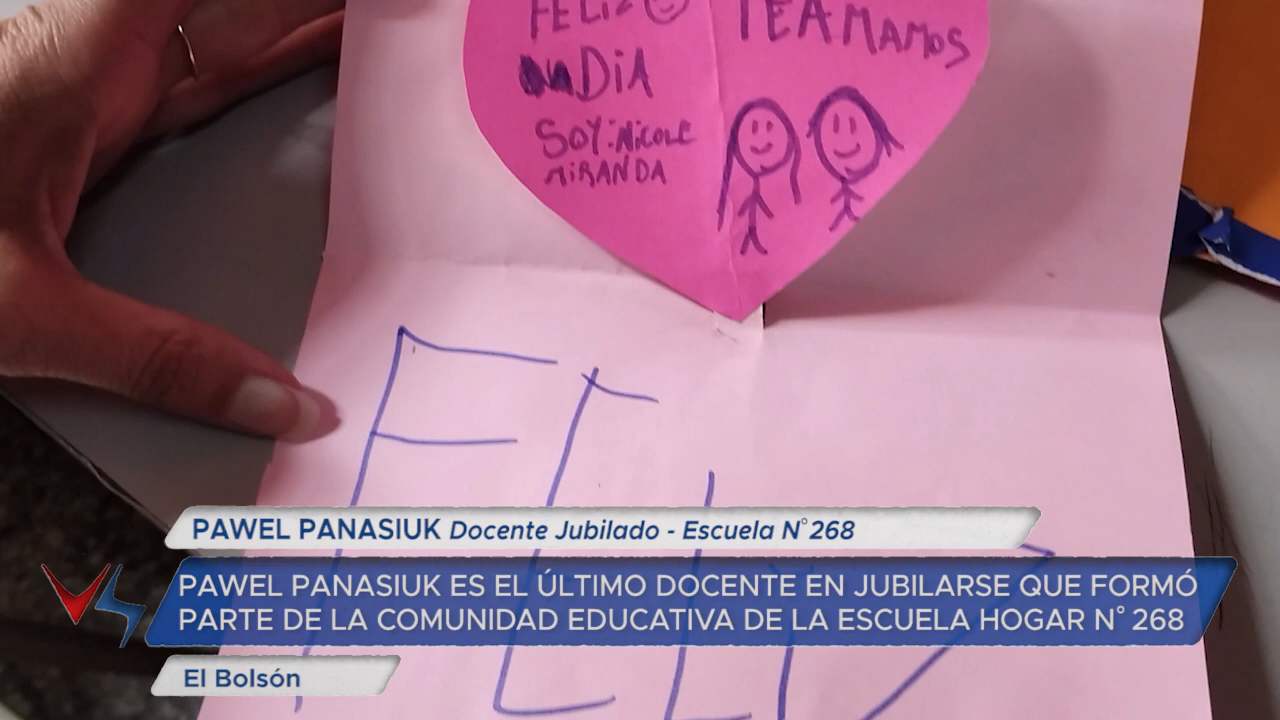 FELIZ
DIA
SOY: NICOLE
MIRANDA
TE AMAMOS
FELIZ
PAWEL PANASIUK Docente Jubilado - Escuela N°268
PAWEL PANASIUK ES EL ÚLTIMO DOCENTE EN JUBILARSE QUE FORMÓ
PARTE DE LA COMUNIDAD EDUCATIVA DE LA ESCUELA HOGAR N° 268
El Bolsón